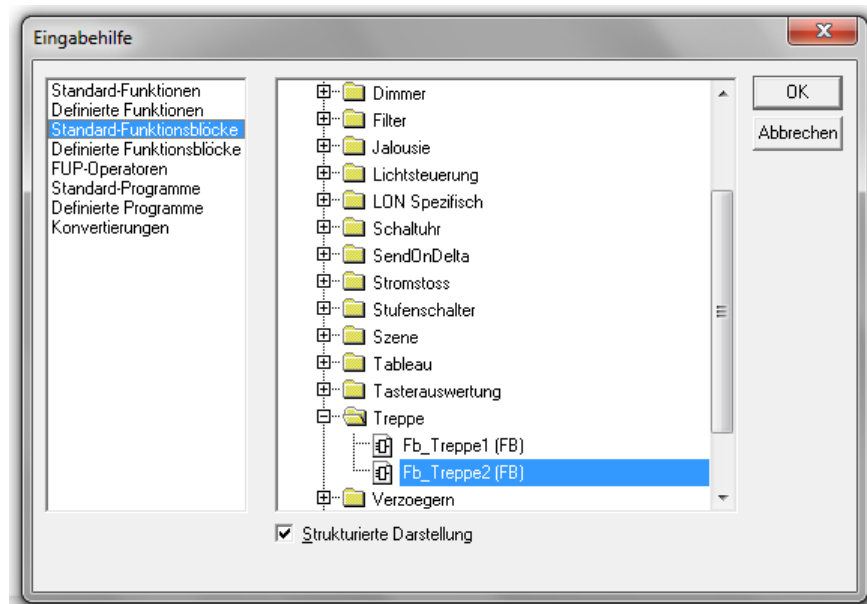 Eingabehilfe
Standard-Funktionen
Definierte Funktionen
Standard-Funktionsblöcke
Definierte Funktionsblöcke
FUP-Operatoren
Standard-Programme
Definierte Programme
Konvertierungen
Dimmer
Filter
Jalousie
Lichtsteuerung
LON Spezifisch
Schaltuhr
SendOnDelta
Stromstoss
Stufenschalter
Szene
Tableau
Tasterauswertung
Treppe
Fb_Treppe1 (FB)
Fb_Treppe2 (FB)
Verzoegern
Strukturierte Darstellung
OK
Abbrechen